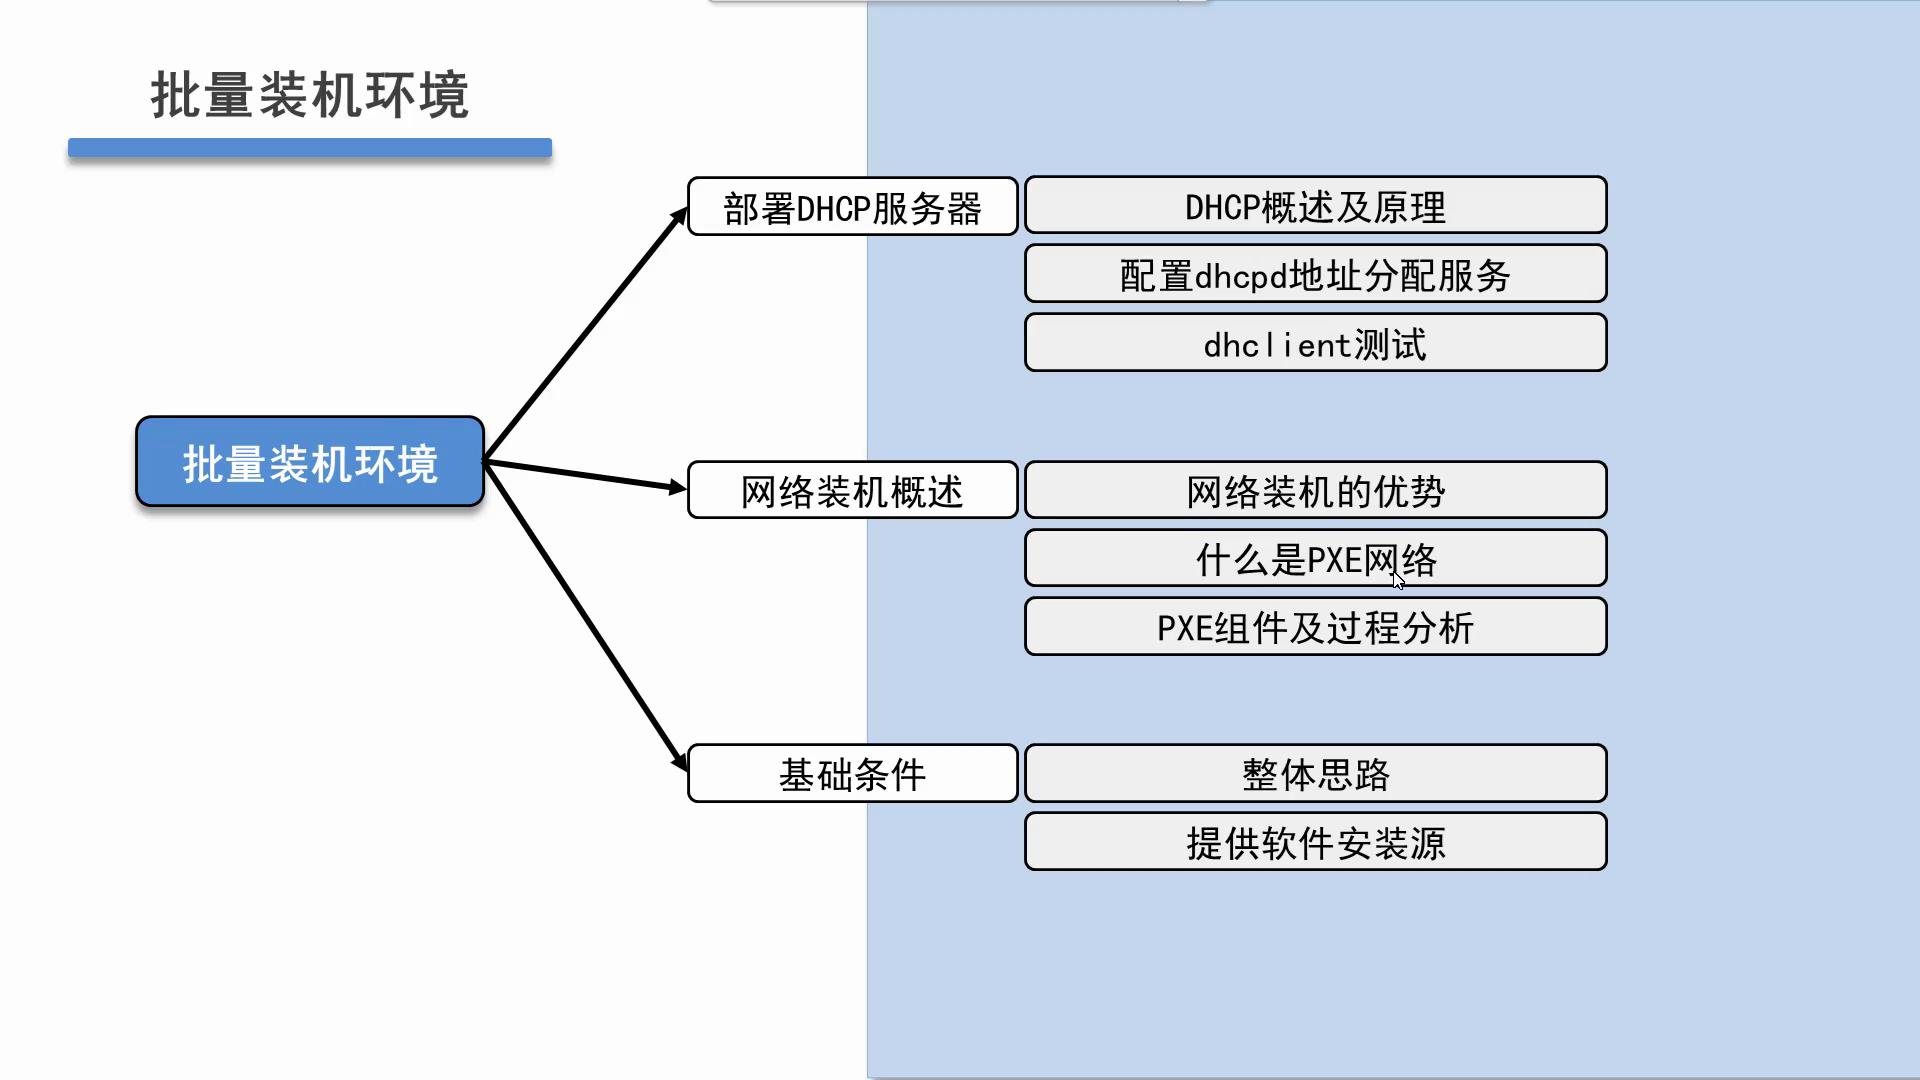 批量装机环境
部署DHCP服务器
DHCP概述及原理
配置dhcpd地址分配服务
dhclient测试
批量装机环境
网络装机概述
网络装机的优势
什么是PXE网络
PXE组件及过程分析
基础条件
整体思路
提供软件安装源